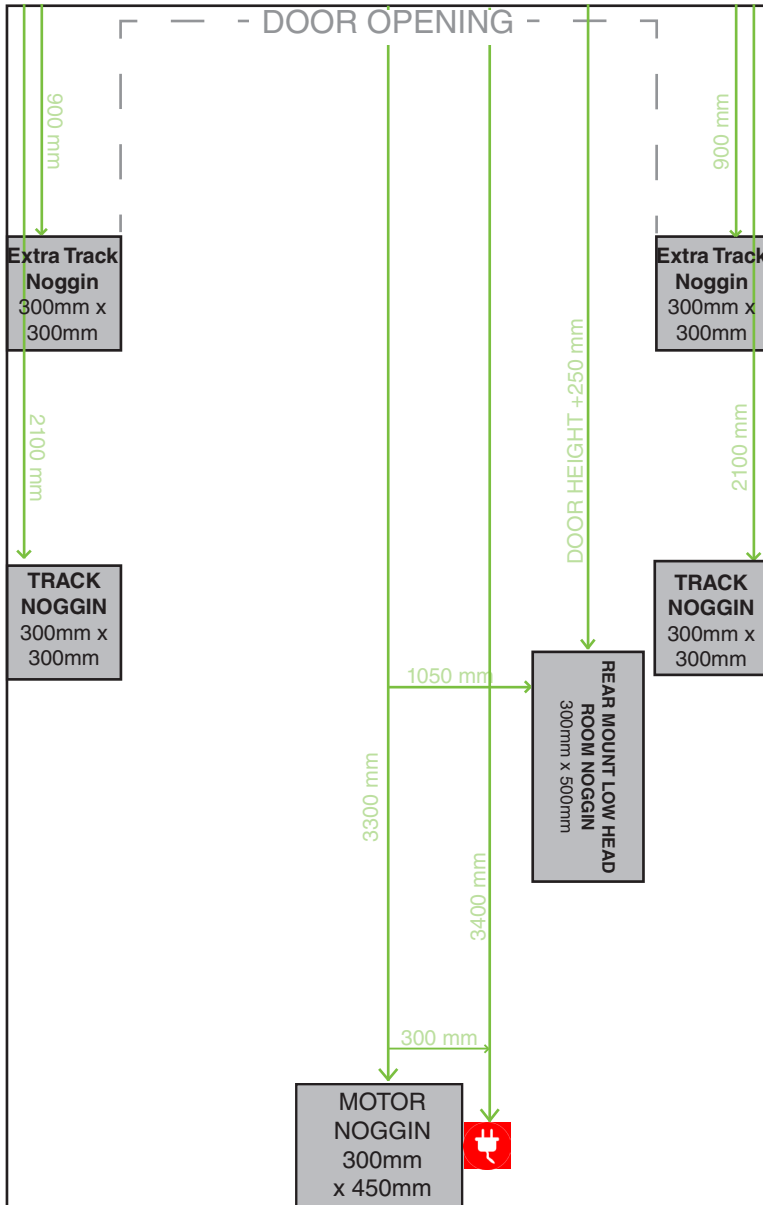 DOOR OPENING
900 mm
900 mm
Extra Track
Noggin
300mm x
300mm
Extra Track
Noggin
300mm x
300mm
DOOR HEIGHT +250 mm
2100 mm
2100 mm
TRACK
NOGGIN
300mm x
300mm
TRACK
NOGGIN
300mm x
300mm
1050 mm
REAR MOUNT LOW HEAD
ROOM NOGGIN
300mm x 500mm
3300 mm
3400 mm
300 mm
MOTOR
NOGGIN
300mm
x 450mm